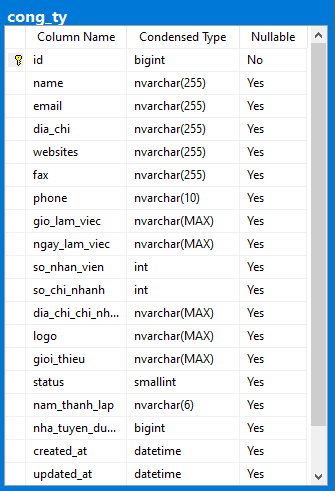 cong_ty
Column Name Condensed Type Nullable
id bigint No
name nvarchar(255) Yes
email nvarchar(255) Yes
dia_chi nvarchar(255) Yes
websites nvarchar(255) Yes
fax nvarchar(255) Yes
phone nvarchar(10) Yes
gio_lam_viec nvarchar(MAX) Yes
ngay_lam_viec nvarchar(MAX) Yes
so_nhan_vien int Yes
so_chi_nhanh int Yes
dia_chi_chi_nh... nvarchar(MAX) Yes
logo nvarchar(MAX) Yes
gioi_thieu nvarchar(MAX) Yes
status smallint Yes
nam_thanh_lap nvarchar(6) Yes
nha_tuyen_du... bigint Yes
created_at datetime Yes
updated_at datetime Yes